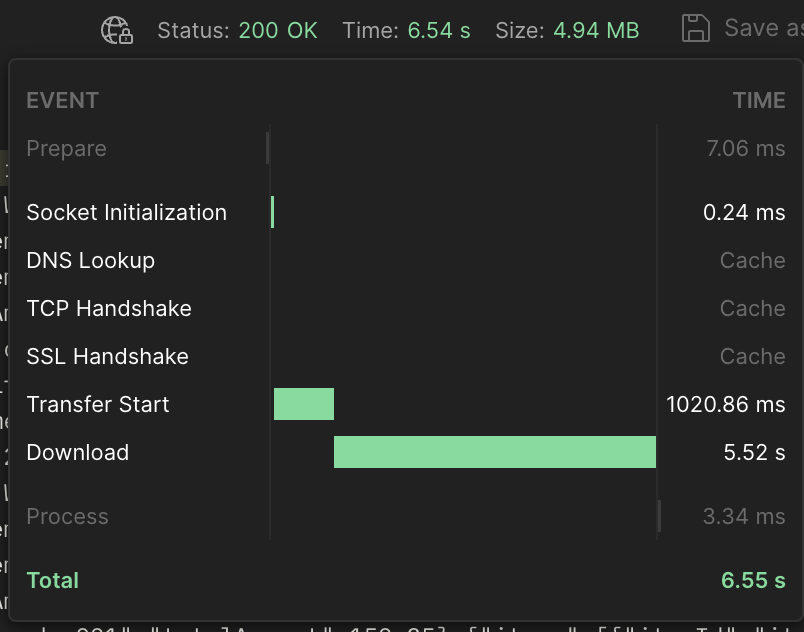 Status: 200 OK Time: 6.54 s Size: 4.94 MB Save as
EVENT TIME
Prepare 7.06 ms
Socket Initialization 0.24 ms
DNS Lookup Cache
TCP Handshake Cache
SSL Handshake Cache
Transfer Start 1020.86 ms
Download 5.52 s
Process 3.34 ms
Total 6.55 s